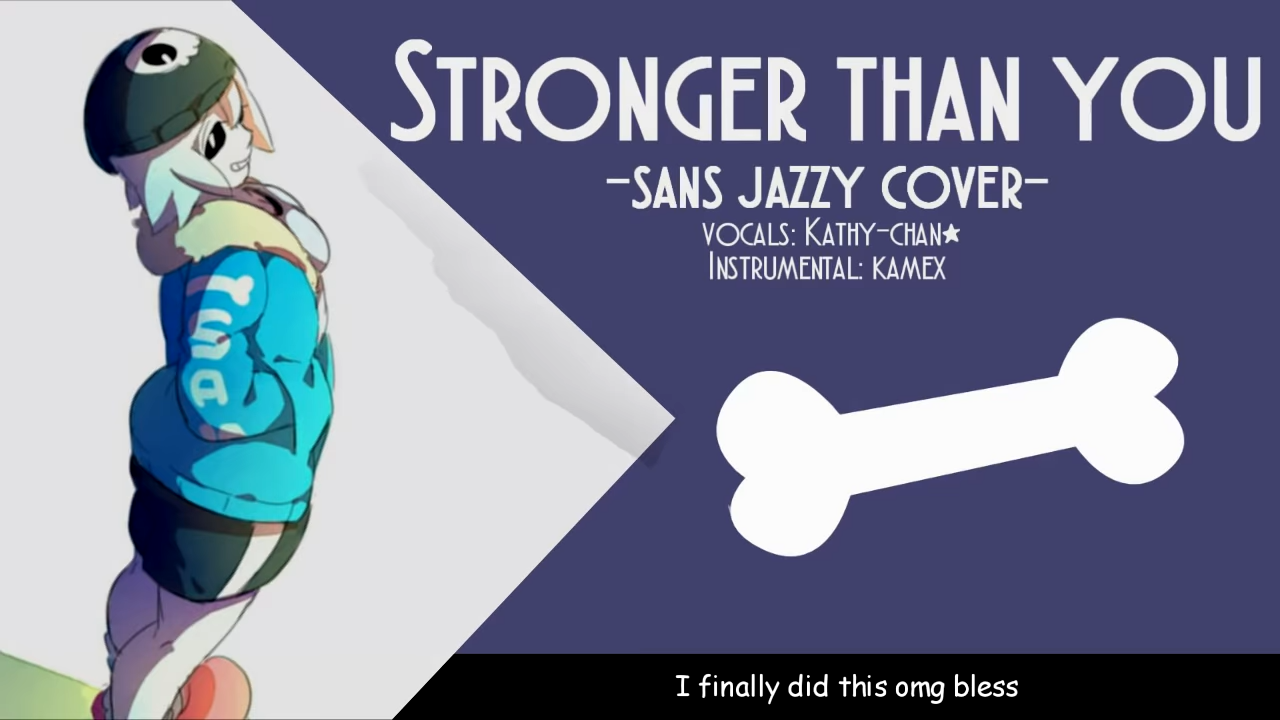 STRONGER THAN YOU
-SANS JAZZY COVER-
VOCALS: KATHY-CHAN★
INSTRUMENTAL: KAMEX
I finally did this omg bless